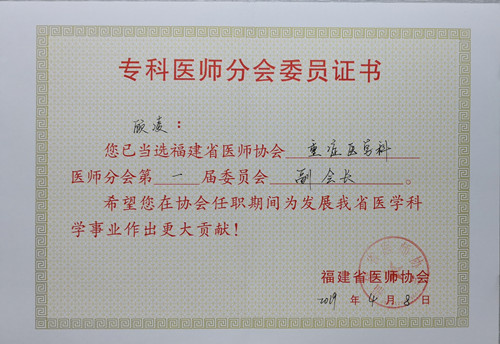 专科医师分会委员证书
凌：
您已当选福建省医师协会重症医学科
医师分会第一届委员会副会长。
希望您在协会任职期间为发展我省医学科
学事业作出更大贡献！
福建省医师协会
2019年4月8日